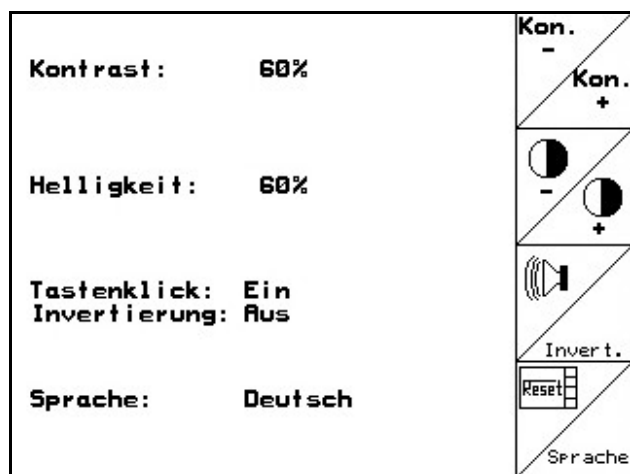 Kon.
-
Kontrast: 60%
Kon.
+
Helligkeit: 60%
-
+
Tastenklick: Ein
Invertierung: Aus
Invert.
Reset
Sprache: Deutsch
Sprache